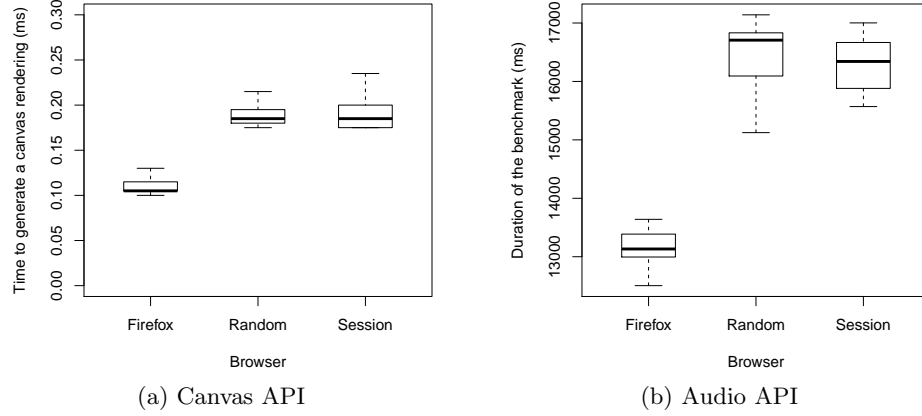 Time to generate a canvas rendering (ms)
0.30
0.25
0.20
0.15
0.10
0.05
0.00
Firefox Random Session
Browser
(a) Canvas API
Duration of the benchmark (ms)
17000
16000
15000
14000
13000
Firefox Random Session
Browser
(b) Audio API